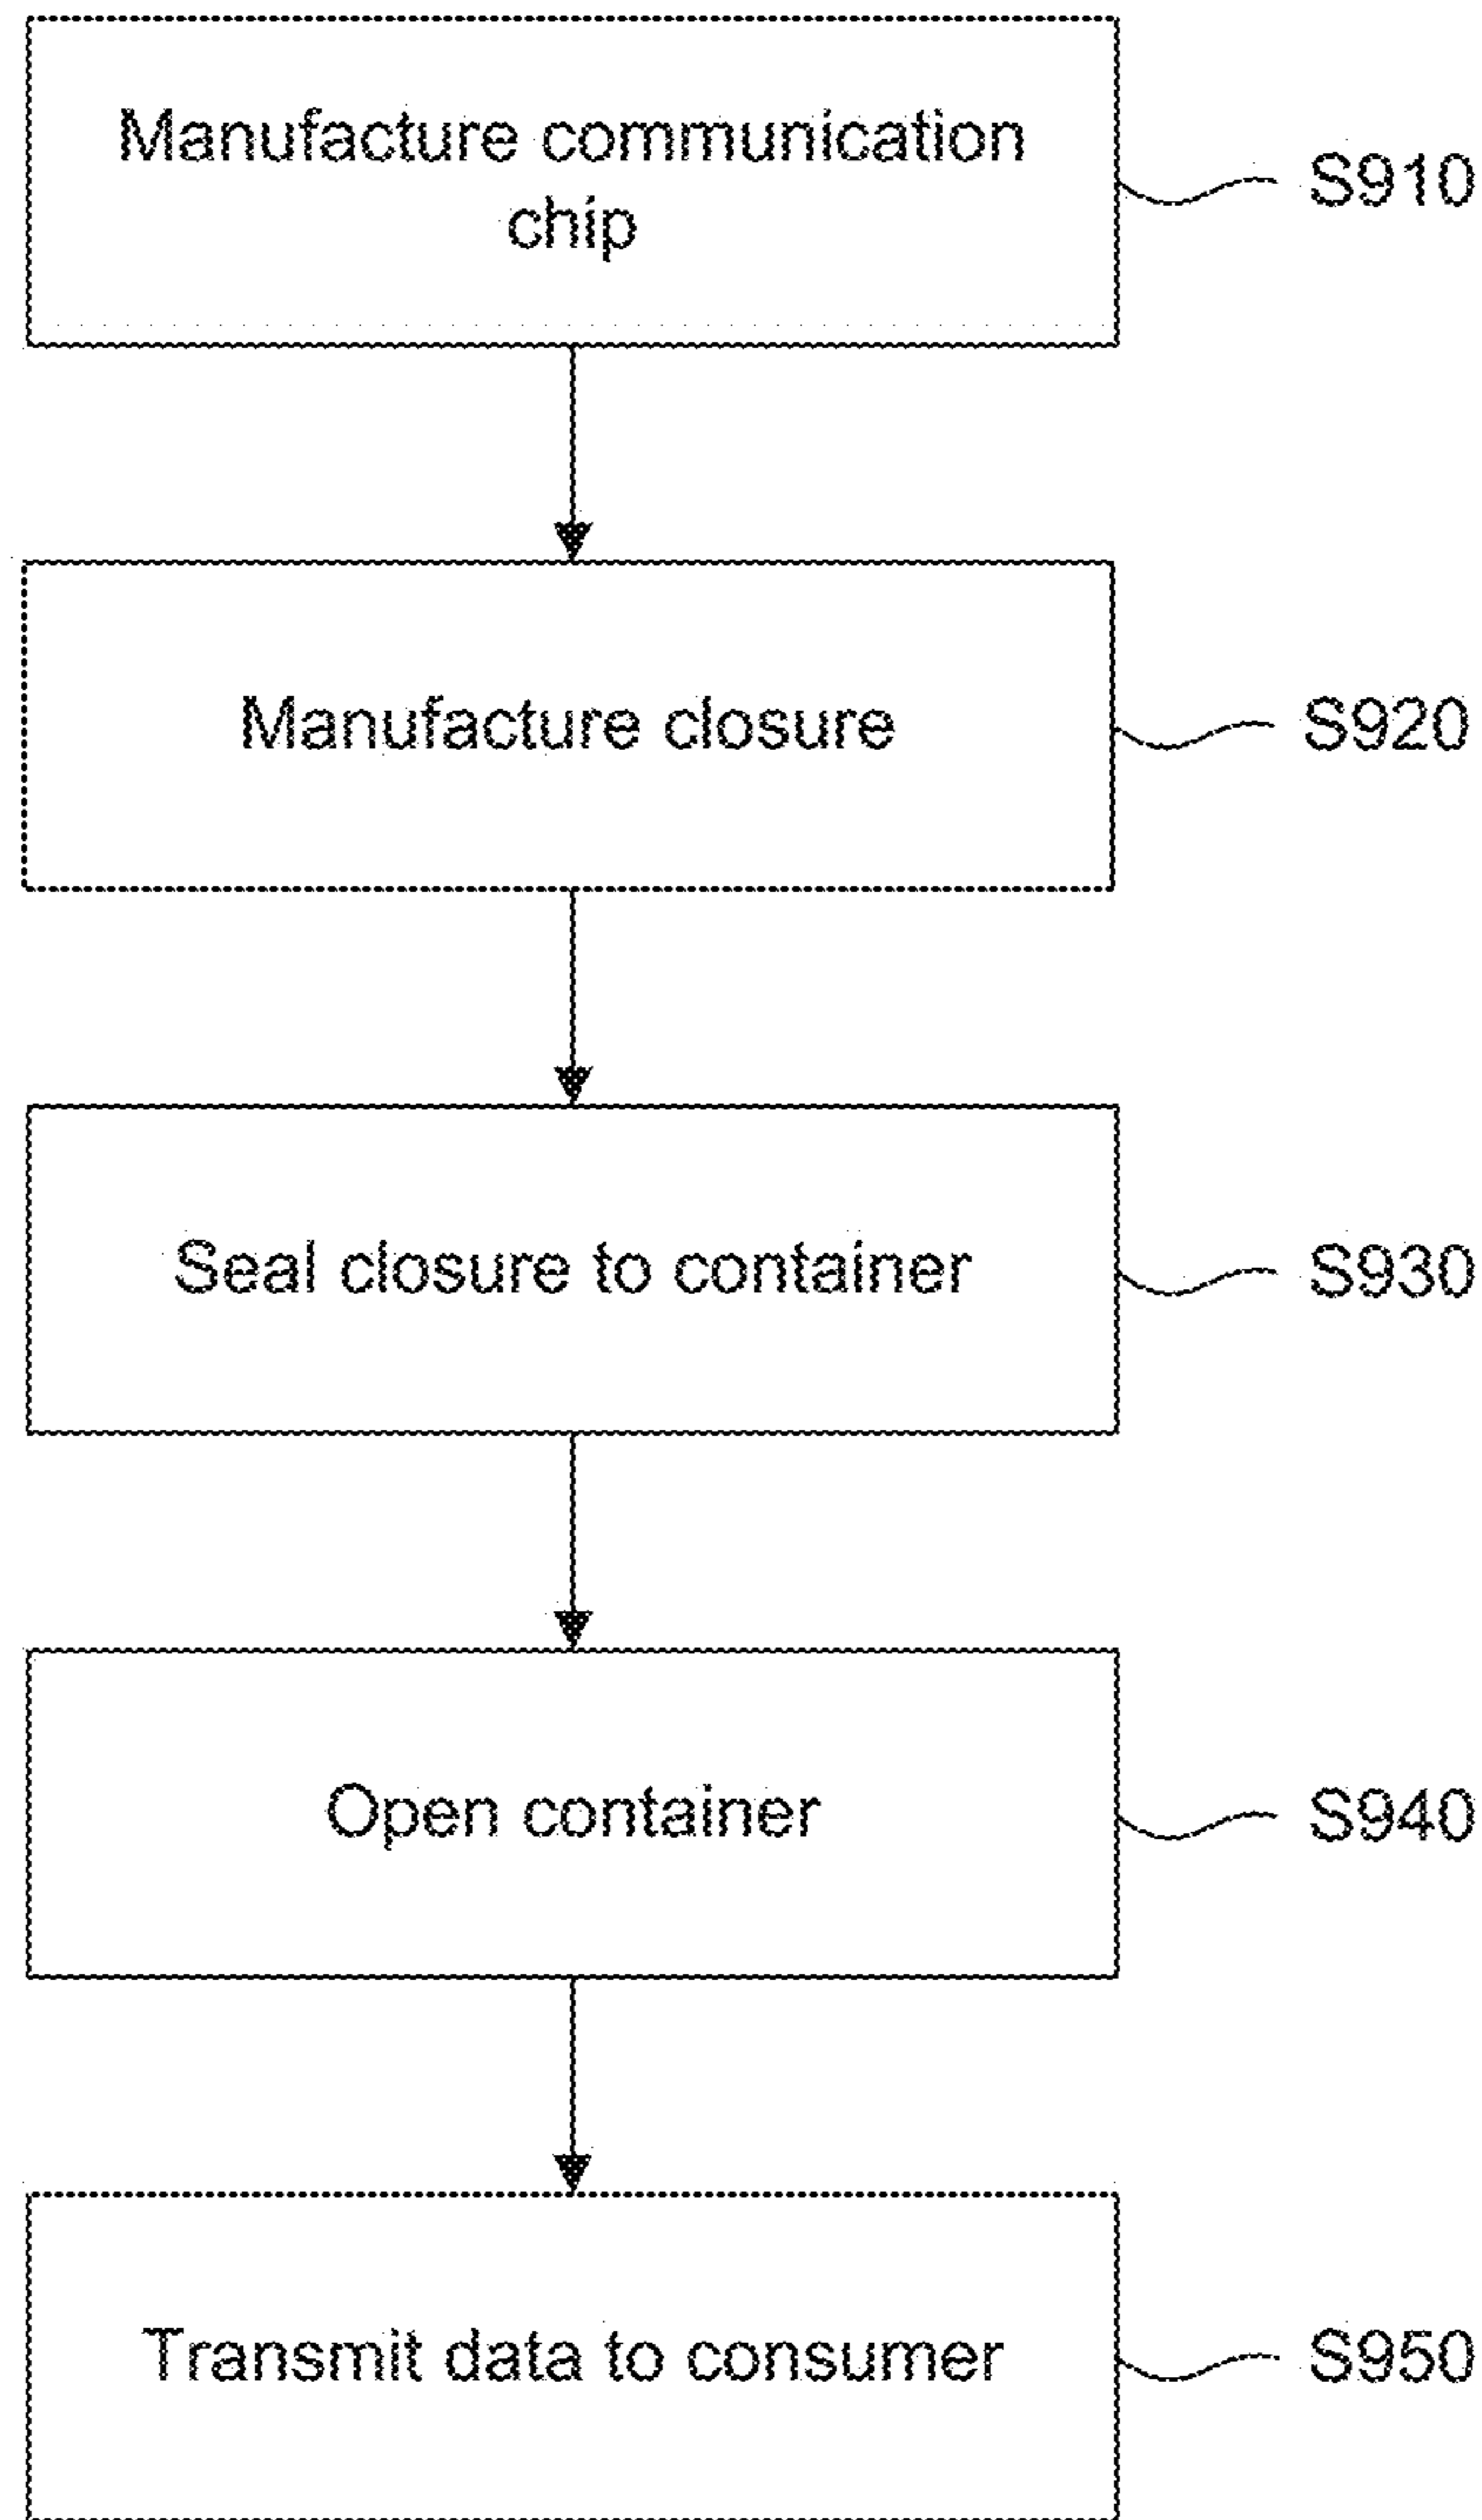 Manufacture communication
chip
S910
Manufacture closure
S920
Seal closure to container
S930
Open container
S940
Transmit data to consumer
S950